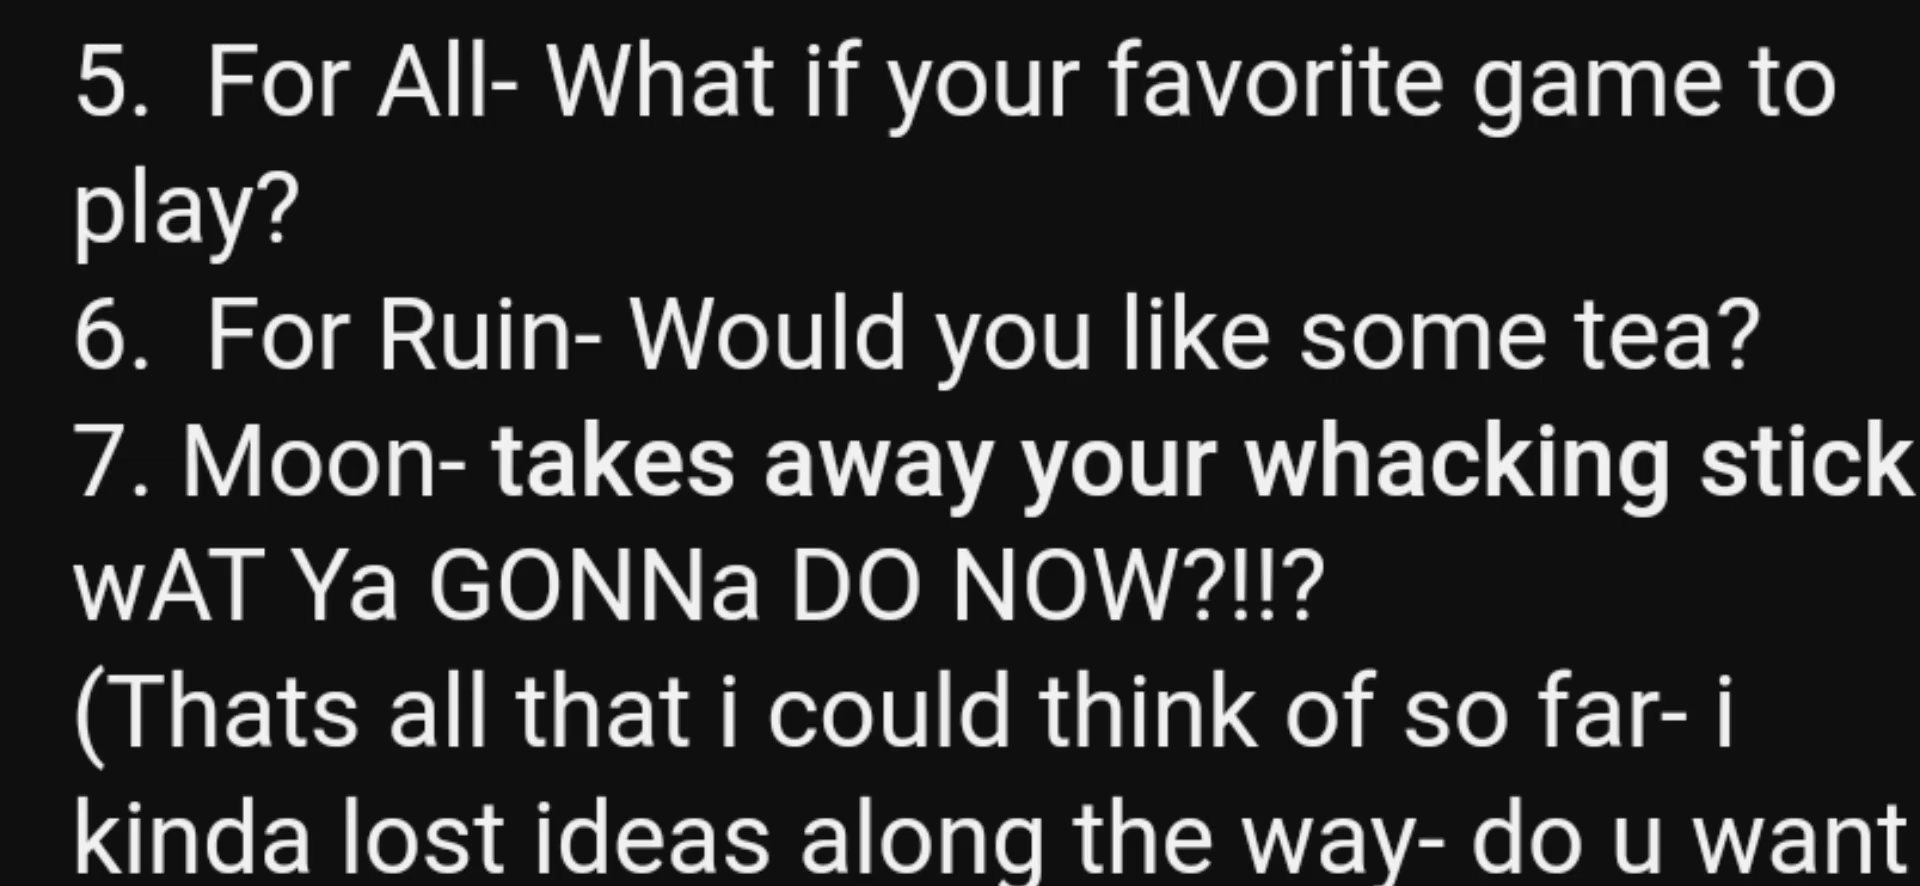 5.  For All- What if your favorite game to
play?
6.  For Ruin- Would you like some tea?
7. Moon- takes away your whacking stick
wAT Ya GONNa DO NOW?!!?
(Thats all that i could think of so far- i
kinda lost ideas along the way- do u want